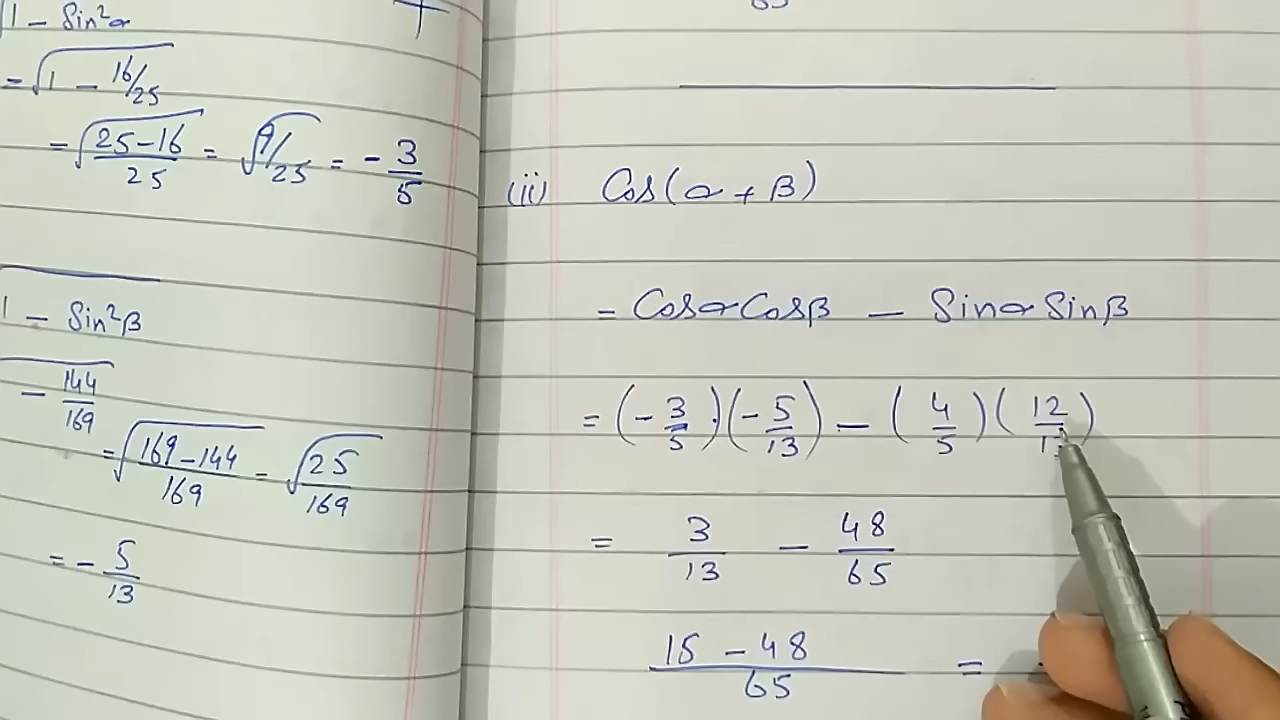 √1 - Sin²α
= √1 - 16/25
= √25-16/25 = √9/25 = - 3/5
1 - Sin²β
- 144/169
= √169-144/169 = √25/169
= - 5/13
65
(ii) Cos(α + β)
= Cosα Cosβ - Sinα Sinβ
= (- 3/5)·(- 5/13) - (4/5)(12/13)
= 3/13 - 48/65
15 - 48/65 =